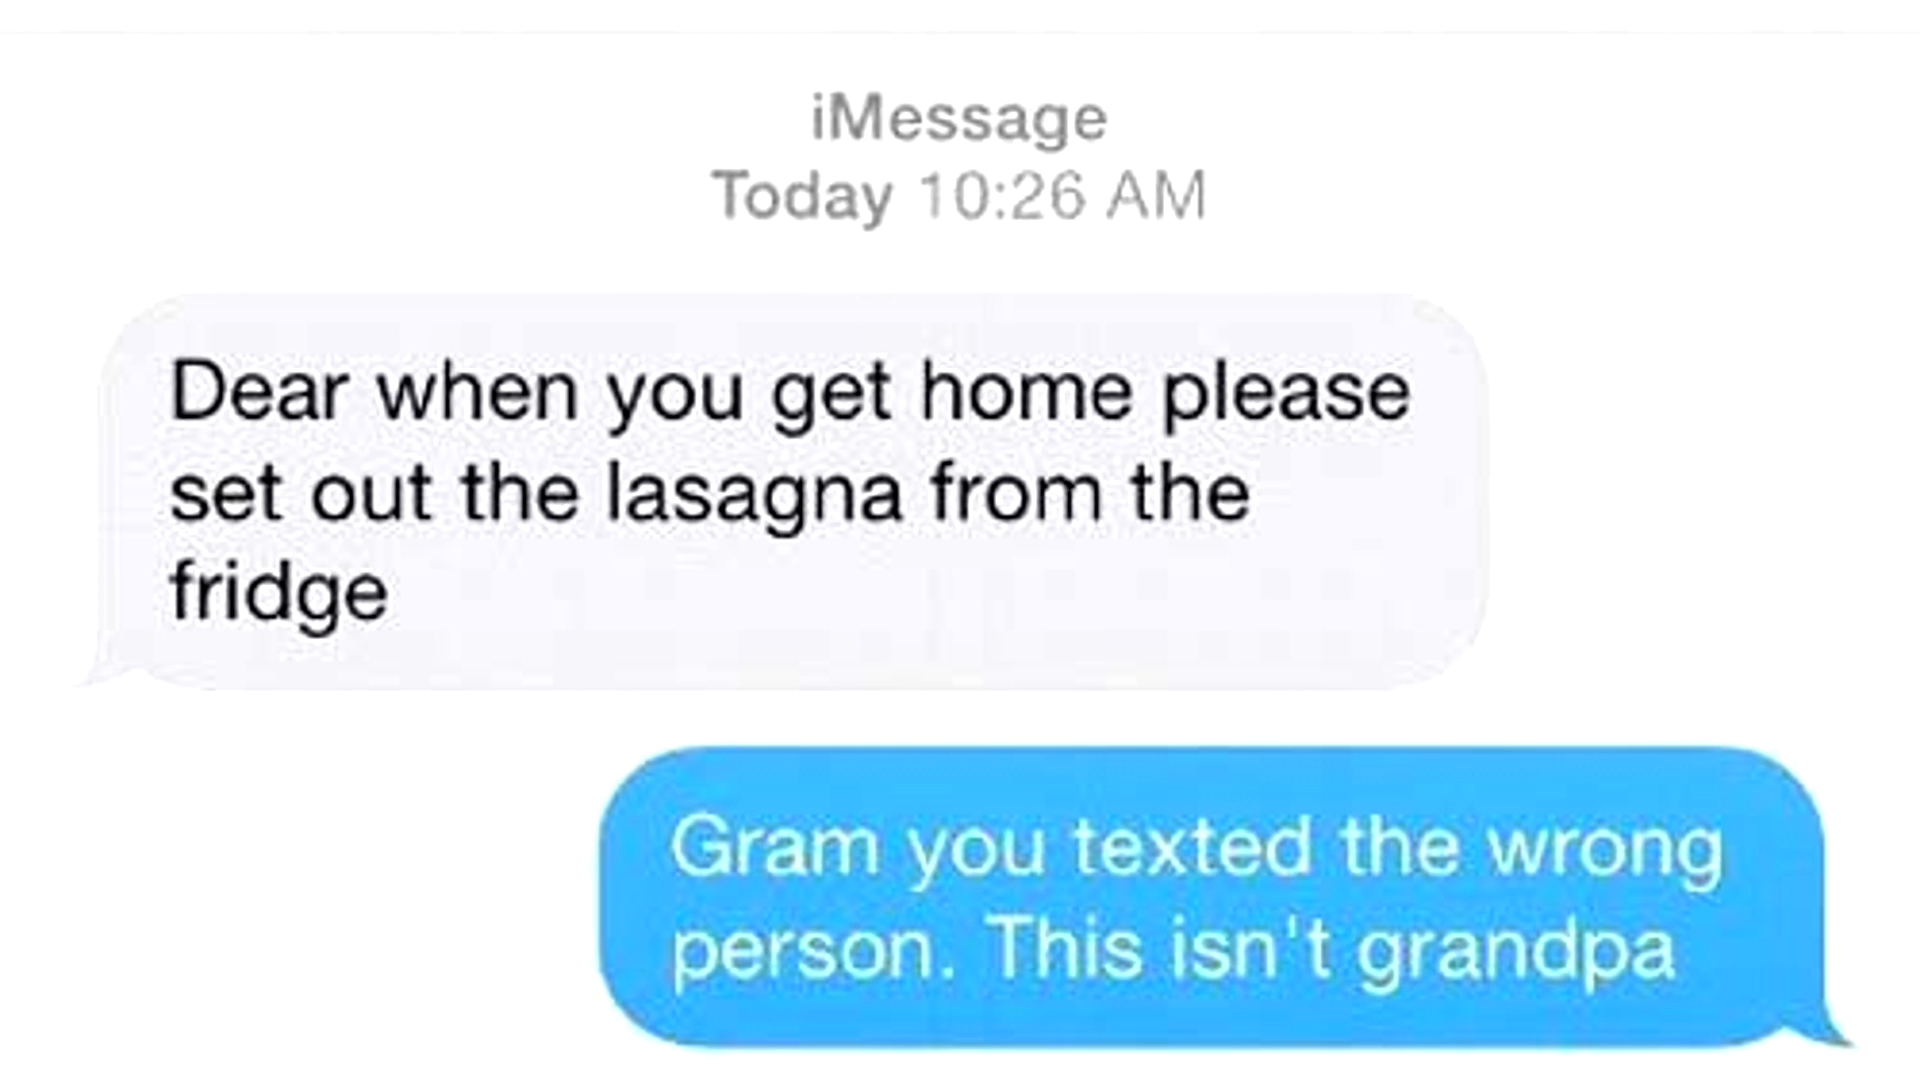 iMessage
Today 10:26 AM
Dear when you get home please
set out the lasagna from the
fridge
Gram you texted the wrong
person. This isn't grandpa